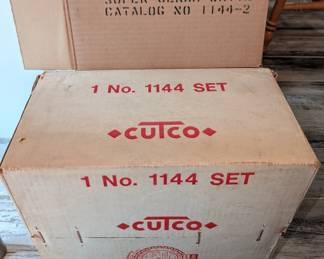 CATALOG NO 1144-2
1 No. 1144 SET
CUTCO
1 No. 1144 SET
CUTCO